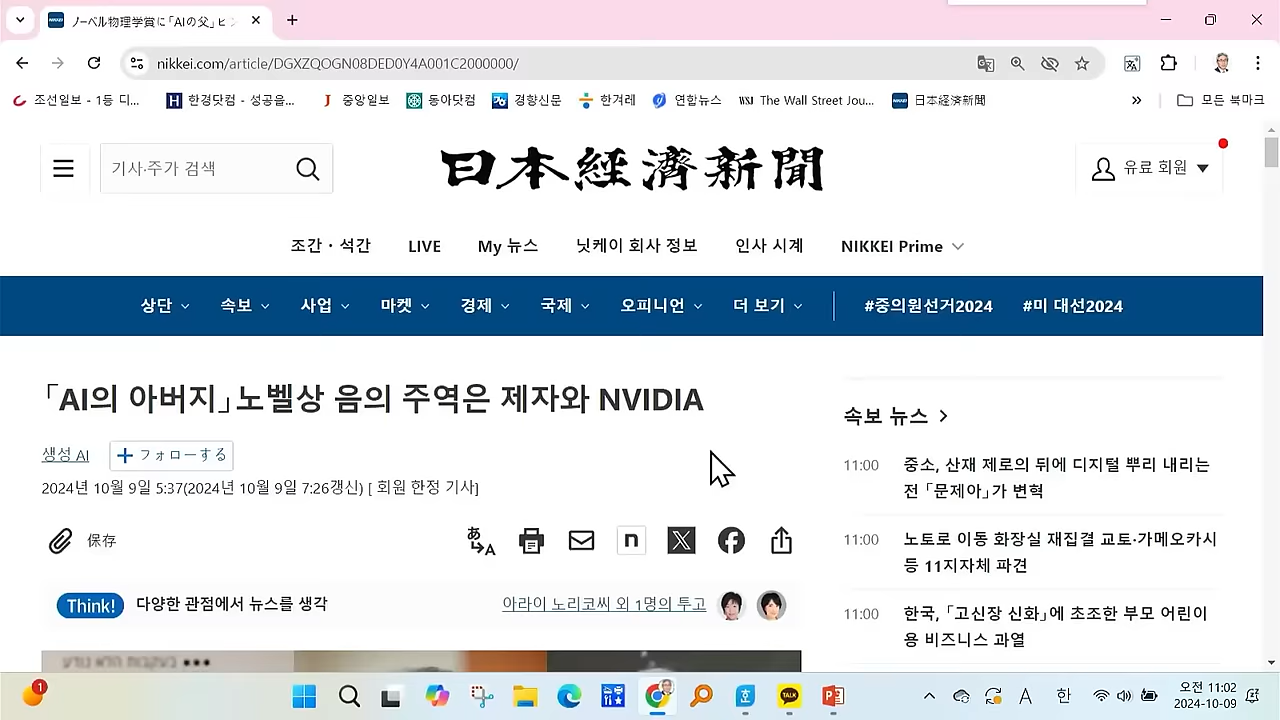 ノーベル物理学賞に「AIの父」ヒ
nikkei.com/article/DGXZQOGN08DED0Y4A001C2000000/
조선일보 - 1등 디...
한경닷컴 - 성공을...
중앙일보
동아닷컴
경향신문
한겨레
연합뉴스
WSJ The Wall Street Jou...
NIKKEI 日本経済新聞
모든 북마크
기사·주가 검색
日本經濟新聞
유료 회원
조간・석간 LIVE My 뉴스 닛케이 회사 정보 인사 시계 NIKKEI Prime
상단 속보 사업 마켓 경제 국제 오피니언 더 보기 #중의원선거2024 #미 대선2024
「AI의 아버지」노벨상 음의 주역은 제자와 NVIDIA
생성 AI
フォローする
2024년 10월 9일 5:37(2024년 10월 9일 7:26갱신) [ 회원 한정 기사]
保存
あ
A
n
Think!
다양한 관점에서 뉴스를 생각
아라이 노리코씨 외 1명의 투고
속보 뉴스
11:00 중소, 산재 제로의 뒤에 디지털 뿌리 내리는
전 「문제아」가 변혁
11:00 노토로 이동 화장실 재집결 교토·가메오카시
등 11지자체 파견
11:00 한국, 「고신장 신화」에 초조한 부모 어린이
용 비즈니스 과열
1
TALK
A
한
오전 11:02
2024-10-09